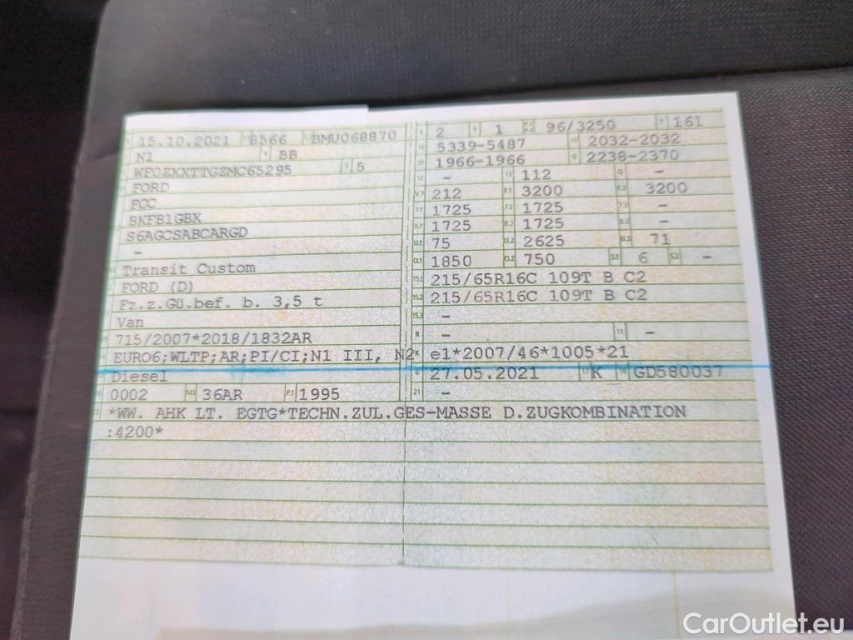 15.10.2021 8566 BMU068870
N1 BB
WF0ZXXTTGZMC65295 5
FORD
FCC
BKFB1GBX
S6AGCSABCARGD
-
Transit Custom
FORD (D)
Fz.z.Gü.bef. b. 3,5 t
Van
715/2007*2018/1832AR
EURO6;WLTP;AR;PI/CI;N1 III, N2
Diesel
0002 36AR 1995
2 1 96/3250 161
5339-5487 2032-2032
1966-1966 2238-2370
- 112 -
212 3200 3200
1725 1725 -
1725 1725 -
75 2625 71
1850 750 6 -
215/65R16C 109T B C2
215/65R16C 109T B C2
-
- -
e1*2007/46*1005*21
27.05.2021 K GD580037
-
*WW. AHK LT. EGTG*TECHN.ZUL.GES-MASSE D.ZUGKOMBINATION
:4200*
CarOutlet.eu